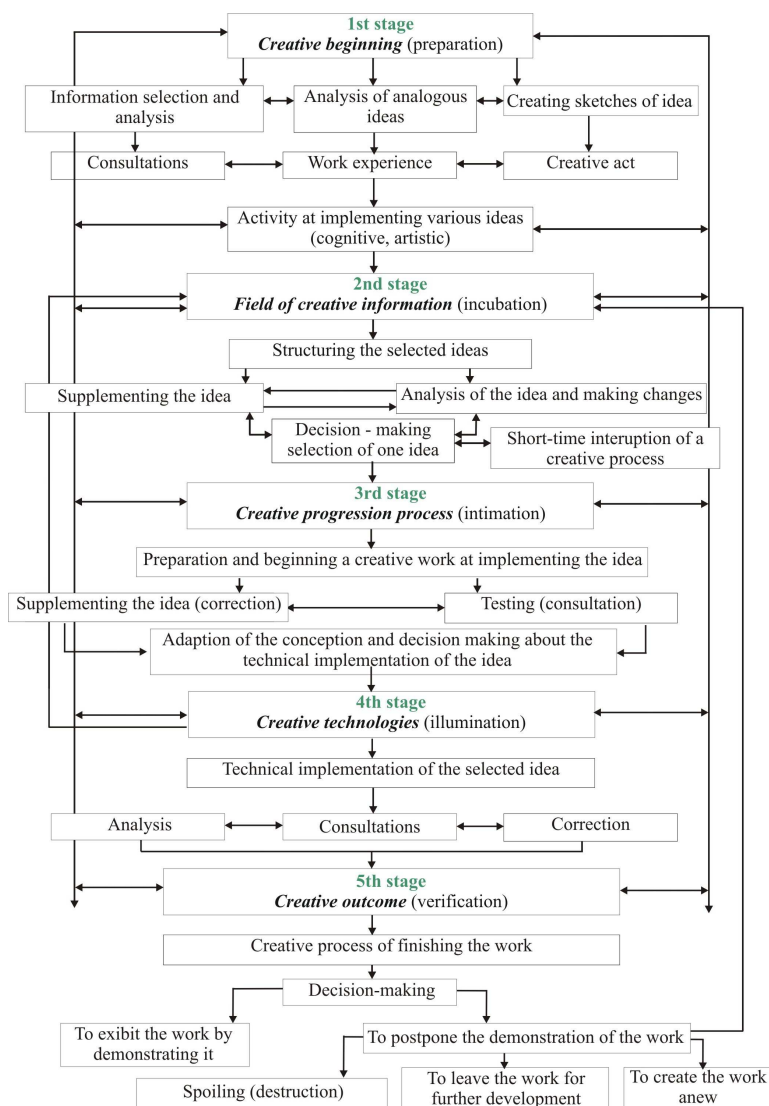 1st stage
Creative beginning (preparation)
Information selection and
analysis
Analysis of analogous
ideas
Creating sketches of idea
Consultations
Work experience
Creative act
Activity at implementing various ideas
(cognitive, artistic)
2nd stage
Field of creative information (incubation)
Structuring the selected ideas
Supplementing the idea
Analysis of the idea and making changes
Decision - making
selection of one idea
Short-time interuption of a
creative process
3rd stage
Creative progression process (intimation)
Preparation and beginning a creative work at implementing the idea
Supplementing the idea (correction)
Testing (consultation)
Adaption of the conception and decision making about the
technical implementation of the idea
4th stage
Creative technologies (illumination)
Technical implementation of the selected idea
Analysis
Consultations
Correction
5th stage
Creative outcome (verification)
Creative process of finishing the work
Decision-making
To exibit the work by
demonstrating it
To postpone the demonstration of the work
Spoiling (destruction)
To leave the work for
further development
To create the work
anew